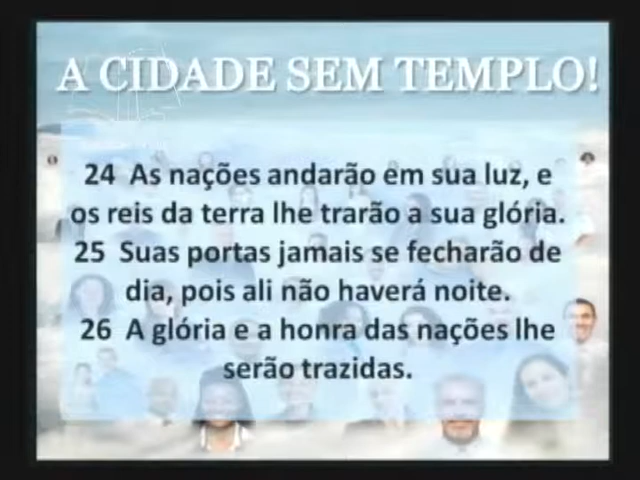 A CIDADE SEM TEMPLO!
24 As nações andarão em sua luz, e
os reis da terra lhe trarão a sua glória.
25 Suas portas jamais se fecharão de
dia, pois ali não haverá noite.
26 A glória e a honra das nações lhe
serão trazidas.